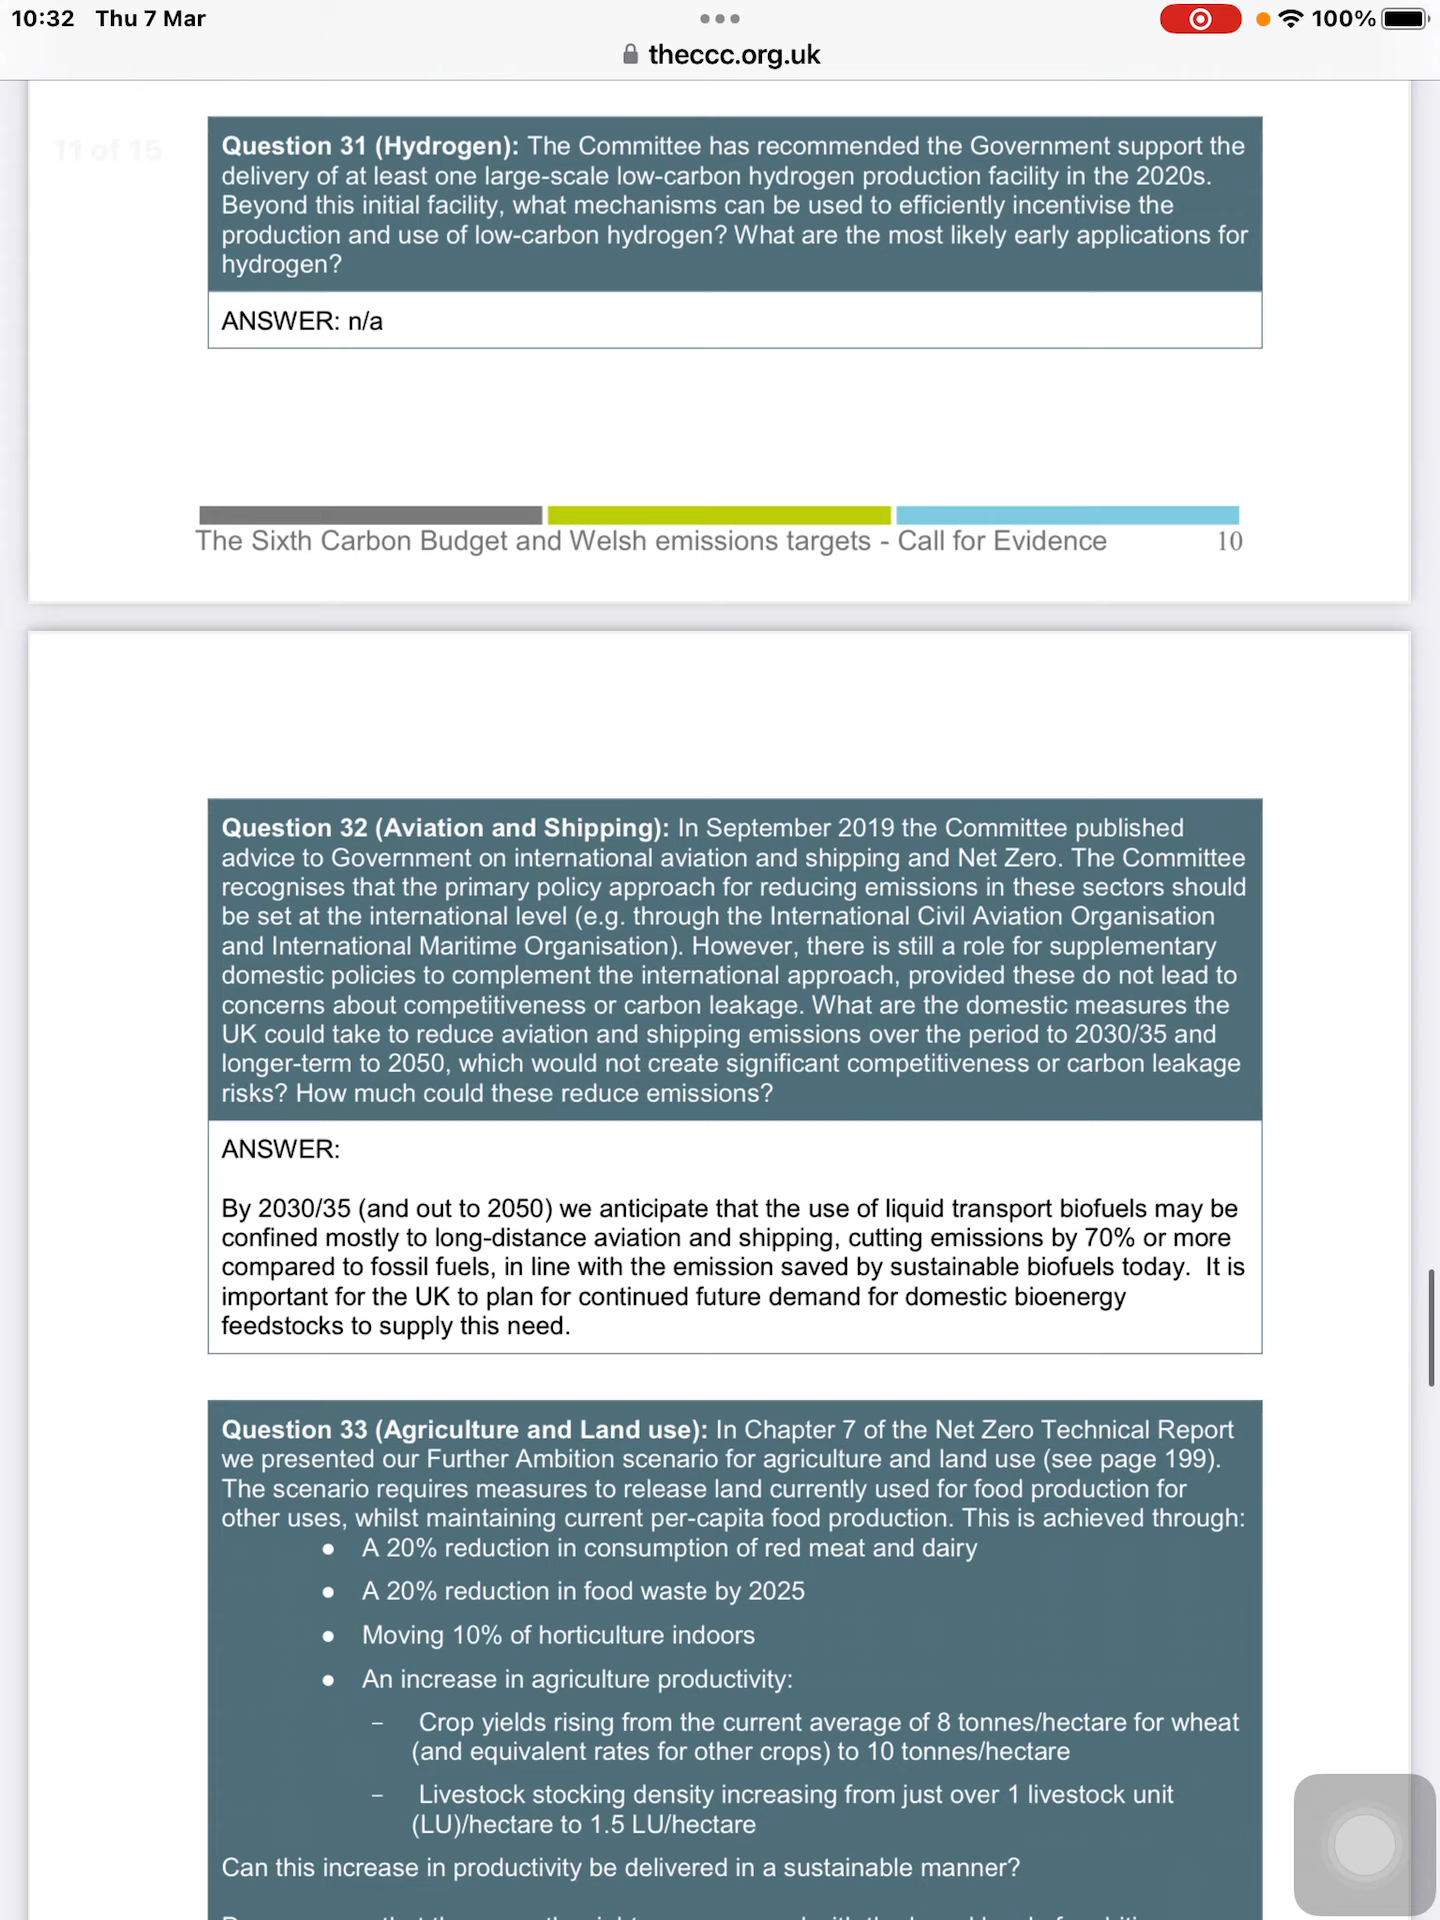 10:32 Thu 7 Mar
100%
theccc.org.uk
11 of 15
Question 31 (Hydrogen): The Committee has recommended the Government support the
delivery of at least one large-scale low-carbon hydrogen production facility in the 2020s.
Beyond this initial facility, what mechanisms can be used to efficiently incentivise the
production and use of low-carbon hydrogen? What are the most likely early applications for
hydrogen?
ANSWER: n/a
The Sixth Carbon Budget and Welsh emissions targets - Call for Evidence 10
Question 32 (Aviation and Shipping): In September 2019 the Committee published
advice to Government on international aviation and shipping and Net Zero. The Committee
recognises that the primary policy approach for reducing emissions in these sectors should
be set at the international level (e.g. through the International Civil Aviation Organisation
and International Maritime Organisation). However, there is still a role for supplementary
domestic policies to complement the international approach, provided these do not lead to
concerns about competitiveness or carbon leakage. What are the domestic measures the
UK could take to reduce aviation and shipping emissions over the period to 2030/35 and
longer-term to 2050, which would not create significant competitiveness or carbon leakage
risks? How much could these reduce emissions?
ANSWER:
By 2030/35 (and out to 2050) we anticipate that the use of liquid transport biofuels may be
confined mostly to long-distance aviation and shipping, cutting emissions by 70% or more
compared to fossil fuels, in line with the emission saved by sustainable biofuels today. It is
important for the UK to plan for continued future demand for domestic bioenergy
feedstocks to supply this need.
Question 33 (Agriculture and Land use): In Chapter 7 of the Net Zero Technical Report
we presented our Further Ambition scenario for agriculture and land use (see page 199).
The scenario requires measures to release land currently used for food production for
other uses, whilst maintaining current per-capita food production. This is achieved through:
● A 20% reduction in consumption of red meat and dairy
● A 20% reduction in food waste by 2025
● Moving 10% of horticulture indoors
● An increase in agriculture productivity:
– Crop yields rising from the current average of 8 tonnes/hectare for wheat
(and equivalent rates for other crops) to 10 tonnes/hectare
– Livestock stocking density increasing from just over 1 livestock unit
(LU)/hectare to 1.5 LU/hectare
Can this increase in productivity be delivered in a sustainable manner?